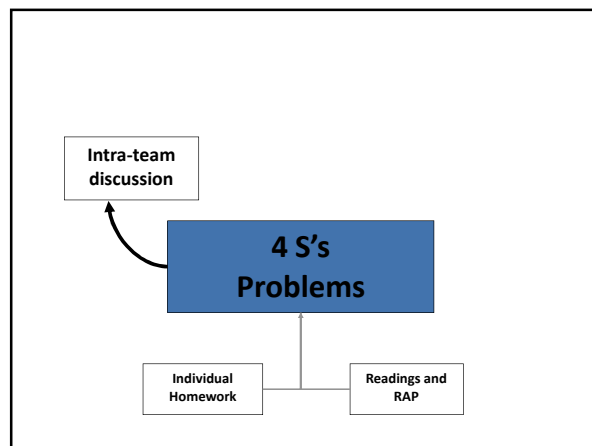 Intra-team
discussion
4 S’s
Problems
Individual
Homework
Readings and
RAP